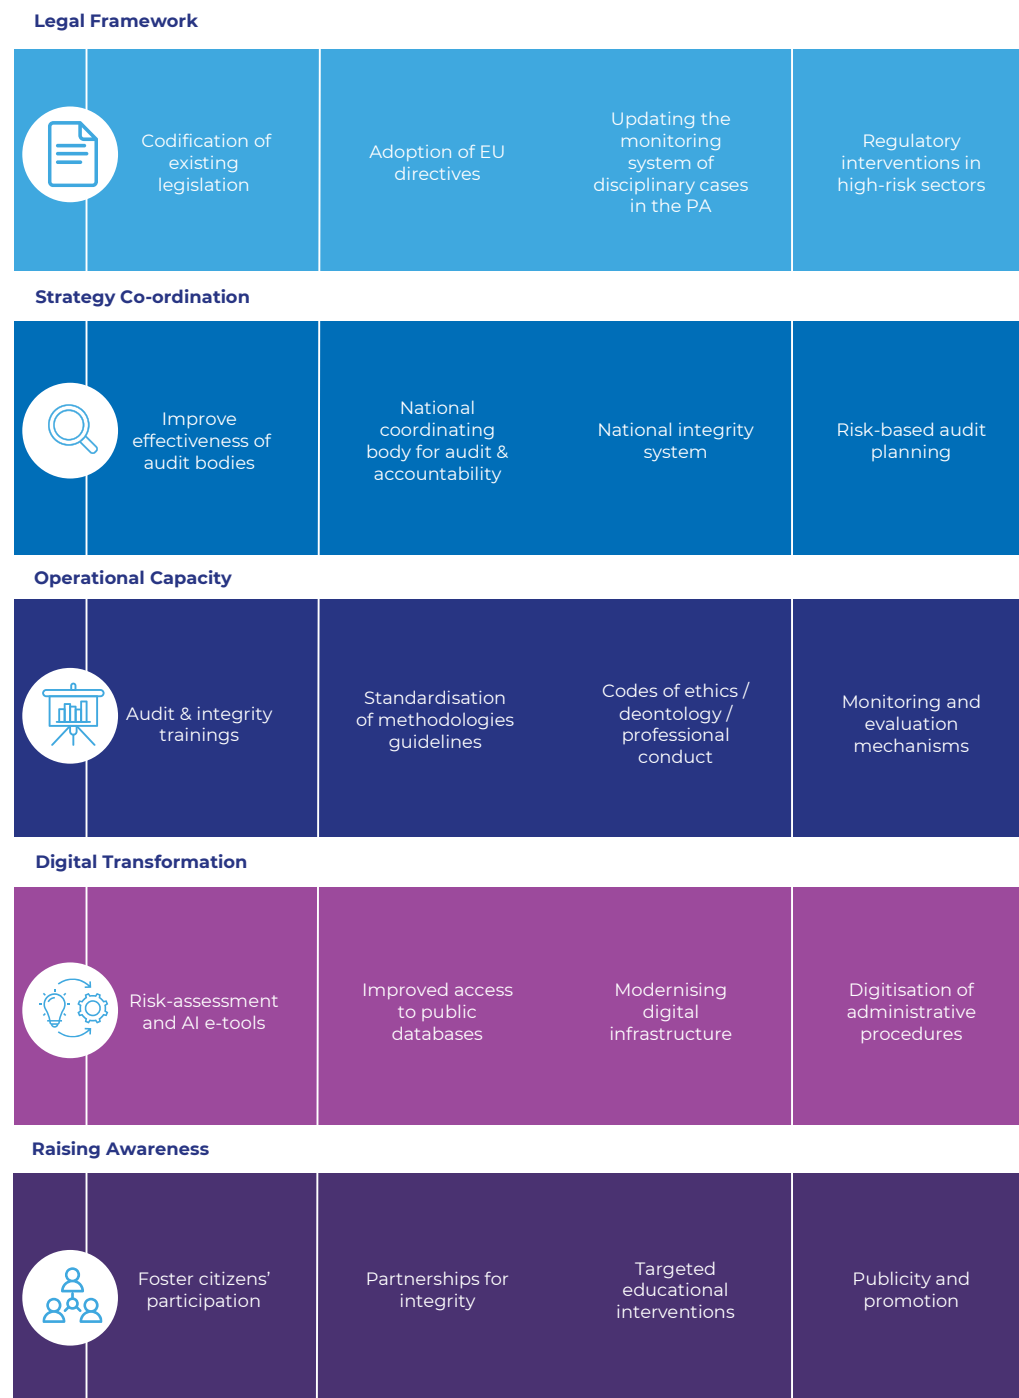 Legal Framework
Codification of
existing
legislation
Adoption of EU
directives
Updating the
monitoring
system of
disciplinary cases
in the PA
Regulatory
interventions in
high-risk sectors
Strategy Co-ordination
Improve
effectiveness of
audit bodies
National
coordinating
body for audit &
accountability
National integrity
system
Risk-based audit
planning
Operational Capacity
Audit & integrity
trainings
Standardisation
of methodologies
guidelines
Codes of ethics /
deontology /
professional
conduct
Monitoring and
evaluation
mechanisms
Digital Transformation
Risk-assessment
and AI e-tools
Improved access
to public
databases
Modernising
digital
infrastructure
Digitisation of
administrative
procedures
Raising Awareness
Foster citizens’
participation
Partnerships for
integrity
Targeted
educational
interventions
Publicity and
promotion